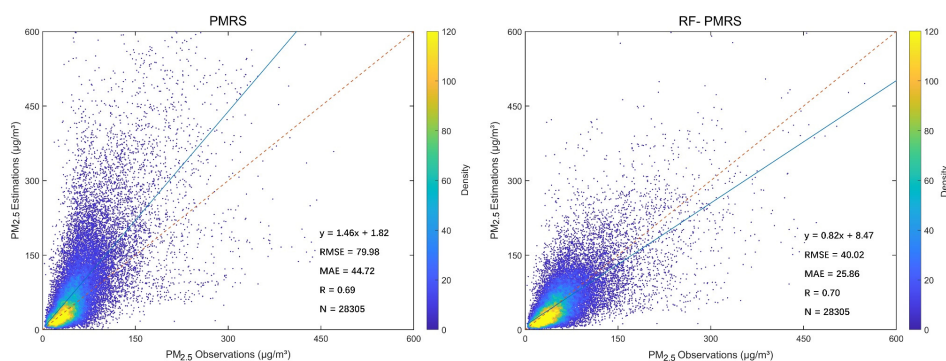 PMRS
600
450
300
150
0
0 150 300 450 600
PM2.5 Estimations (μg/m³)
PM2.5 Observations (μg/m³)
y = 1.46x + 1.82
RMSE = 79.98
MAE = 44.72
R = 0.69
N = 28305
120
100
80
60
40
20
0
Density
RF- PMRS
600
450
300
150
0
0 150 300 450 600
PM2.5 Estimations (μg/m³)
PM2.5 Observations (μg/m³)
y = 0.82x + 8.47
RMSE = 40.02
MAE = 25.86
R = 0.70
N = 28305
120
100
80
60
40
20
0
Density